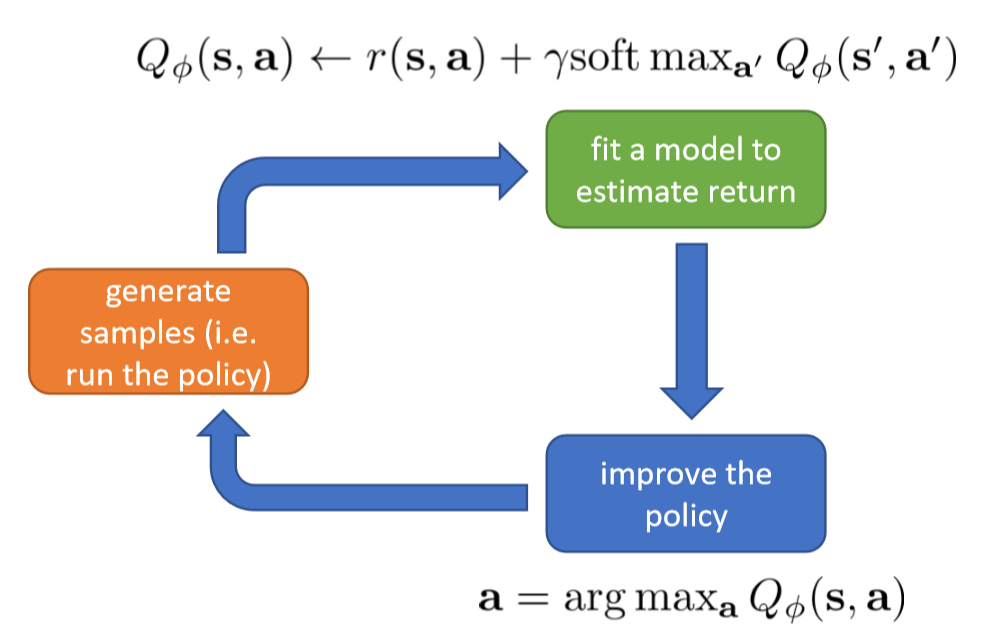 Q_ϕ(s, a) ← r(s, a) + γsoft max_a′ Q_ϕ(s′, a′)
fit a model to
estimate return
generate
samples (i.e.
run the policy)
improve the
policy
a = arg max_a Q_ϕ(s, a)